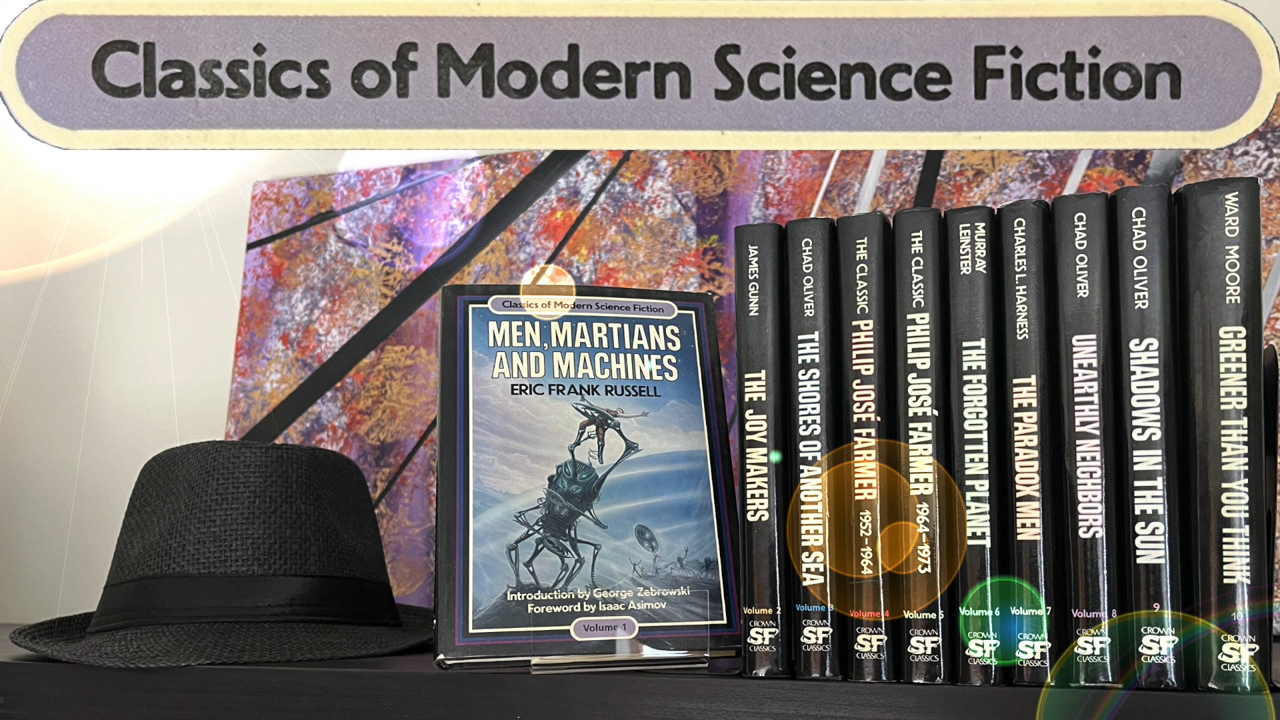 Classics of Modern Science Fiction
Classics of Modern Science Fiction
MEN, MARTIANS
AND MACHINES
ERIC FRANK RUSSELL
Introduction by George Zebrowski
Foreword by Isaac Asimov
Volume 1
JAMES GUNN
THE JOY MAKERS
Volume 2
CROWN
SF
CLASSICS
CHAD OLIVER
THE SHORES OF ANOTHER SEA
Volume 3
CROWN
SF
CLASSICS
THE CLASSIC PHILIP JOSÉ FARMER 1952–1964
Volume 4
CROWN
SF
CLASSICS
THE CLASSIC PHILIP JOSÉ FARMER 1964–1973
Volume 5
CROWN
SF
CLASSICS
MURRAY
LEINSTER
THE FORGOTTEN PLANET
Volume 6
CROWN
SF
CLASSICS
CHARLES L. HARNESS
THE PARADOX MEN
Volume 7
CROWN
SF
CLASSICS
CHAD OLIVER
UNEARTHLY NEIGHBORS
Volume 8
CROWN
SF
CLASSICS
CHAD OLIVER
SHADOWS IN THE SUN
9
CROWN
SF
CLASSICS
WARD MOORE
GREENER THAN YOU THINK
10
CROWN
SF
CLASSICS